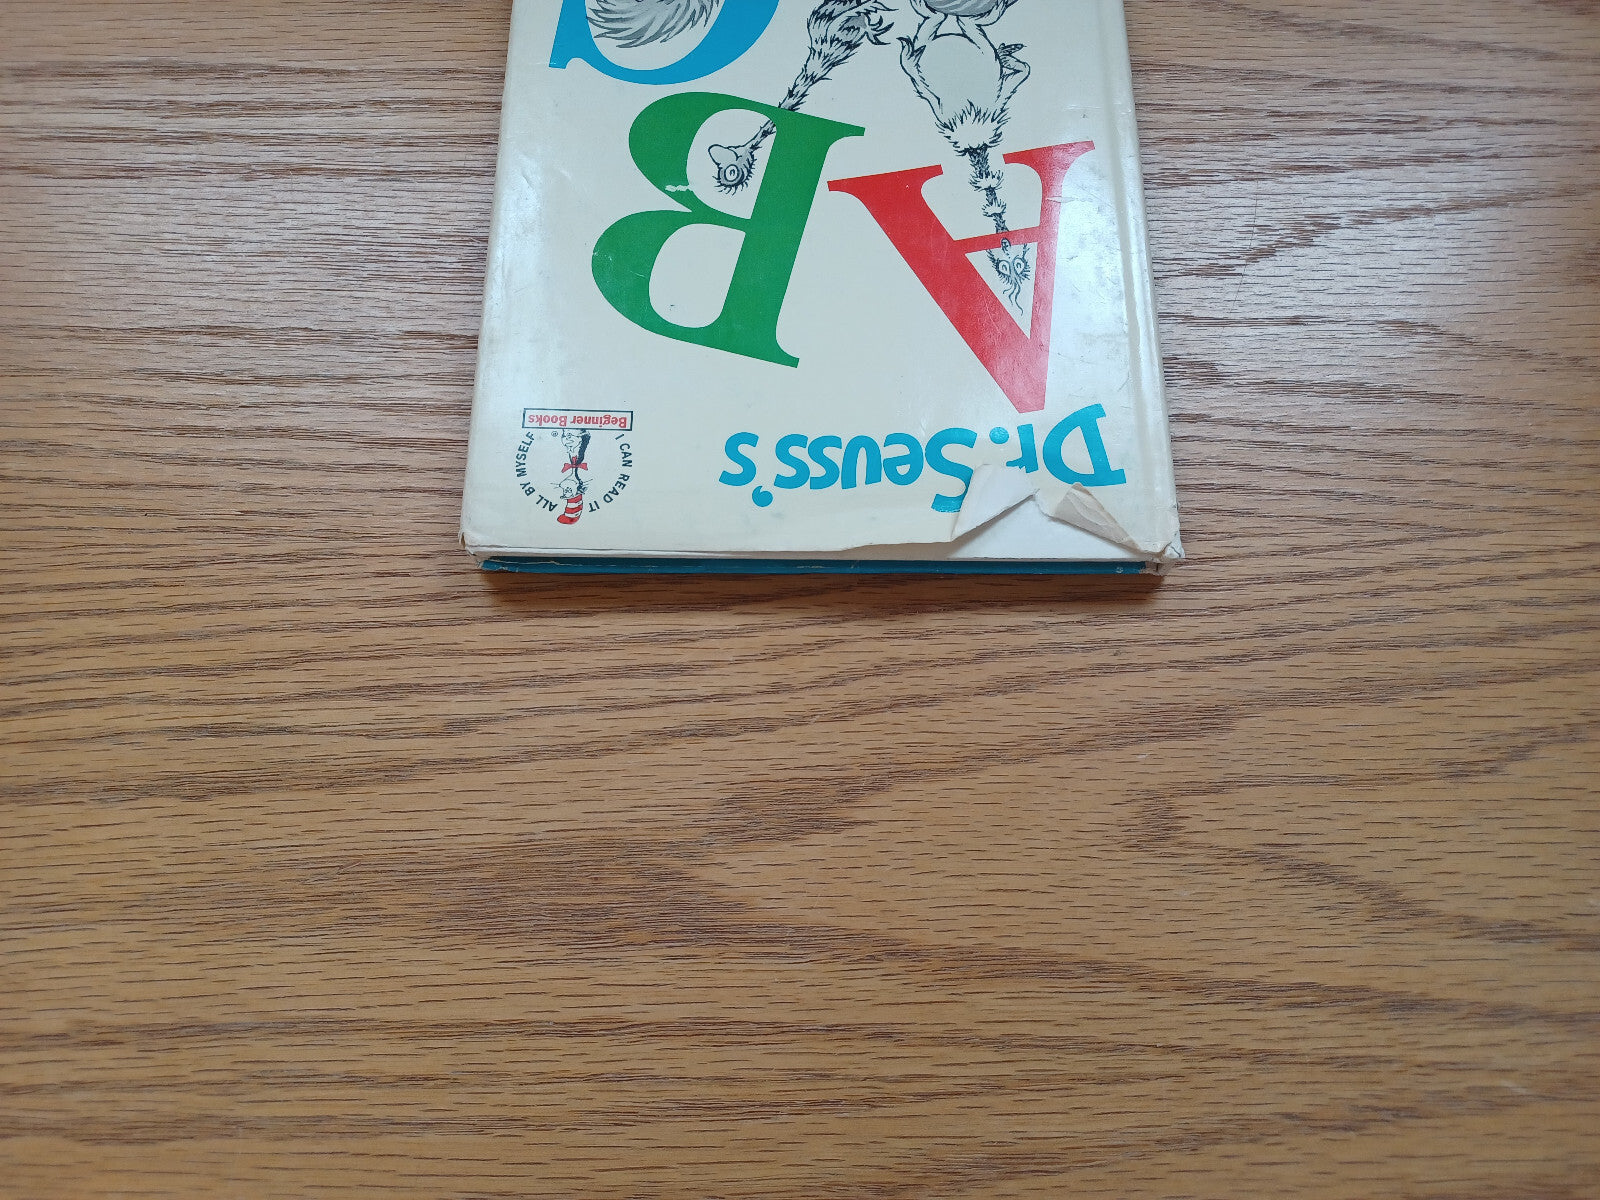 Dr. Seuss's
A
B
C
I CAN READ IT ALL BY MYSELF
Beginner Books
®